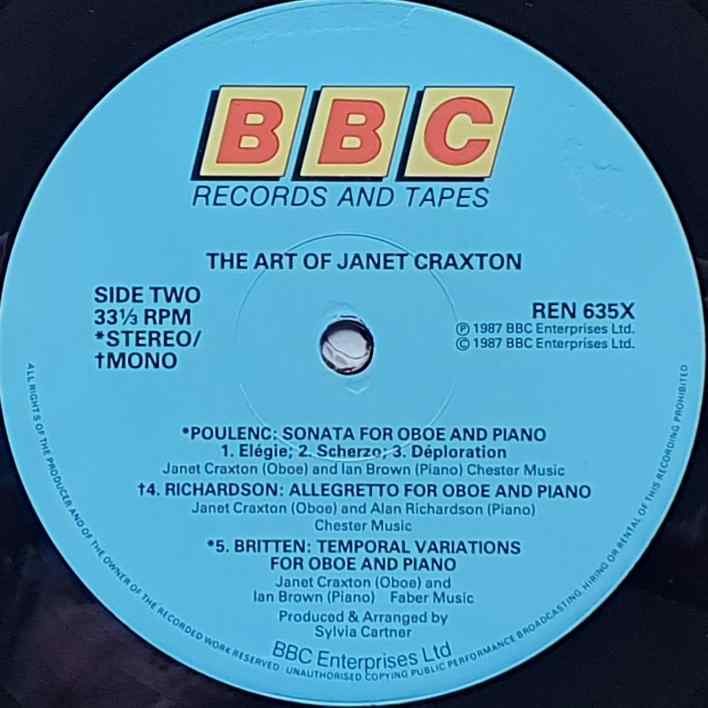 BBC
RECORDS AND TAPES
THE ART OF JANET CRAXTON
SIDE TWO
33⅓ RPM
*STEREO/
†MONO
REN 635X
℗ 1987 BBC Enterprises Ltd.
© 1987 BBC Enterprises Ltd.
*POULENC: SONATA FOR OBOE AND PIANO
1. Elégie; 2. Scherzo; 3. Déploration
Janet Craxton (Oboe) and Ian Brown (Piano) Chester Music
†4. RICHARDSON: ALLEGRETTO FOR OBOE AND PIANO
Janet Craxton (Oboe) and Alan Richardson (Piano)
Chester Music
*5. BRITTEN: TEMPORAL VARIATIONS
FOR OBOE AND PIANO
Janet Craxton (Oboe) and
Ian Brown (Piano) Faber Music
Produced & Arranged by
Sylvia Cartner
BBC Enterprises Ltd
ALL RIGHTS OF THE PRODUCER AND OF THE OWNER OF THE RECORDED WORK RESERVED. UNAUTHORISED COPYING PUBLIC PERFORMANCE BROADCASTING, HIRING OR RENTAL OF THIS RECORDING PROHIBITED